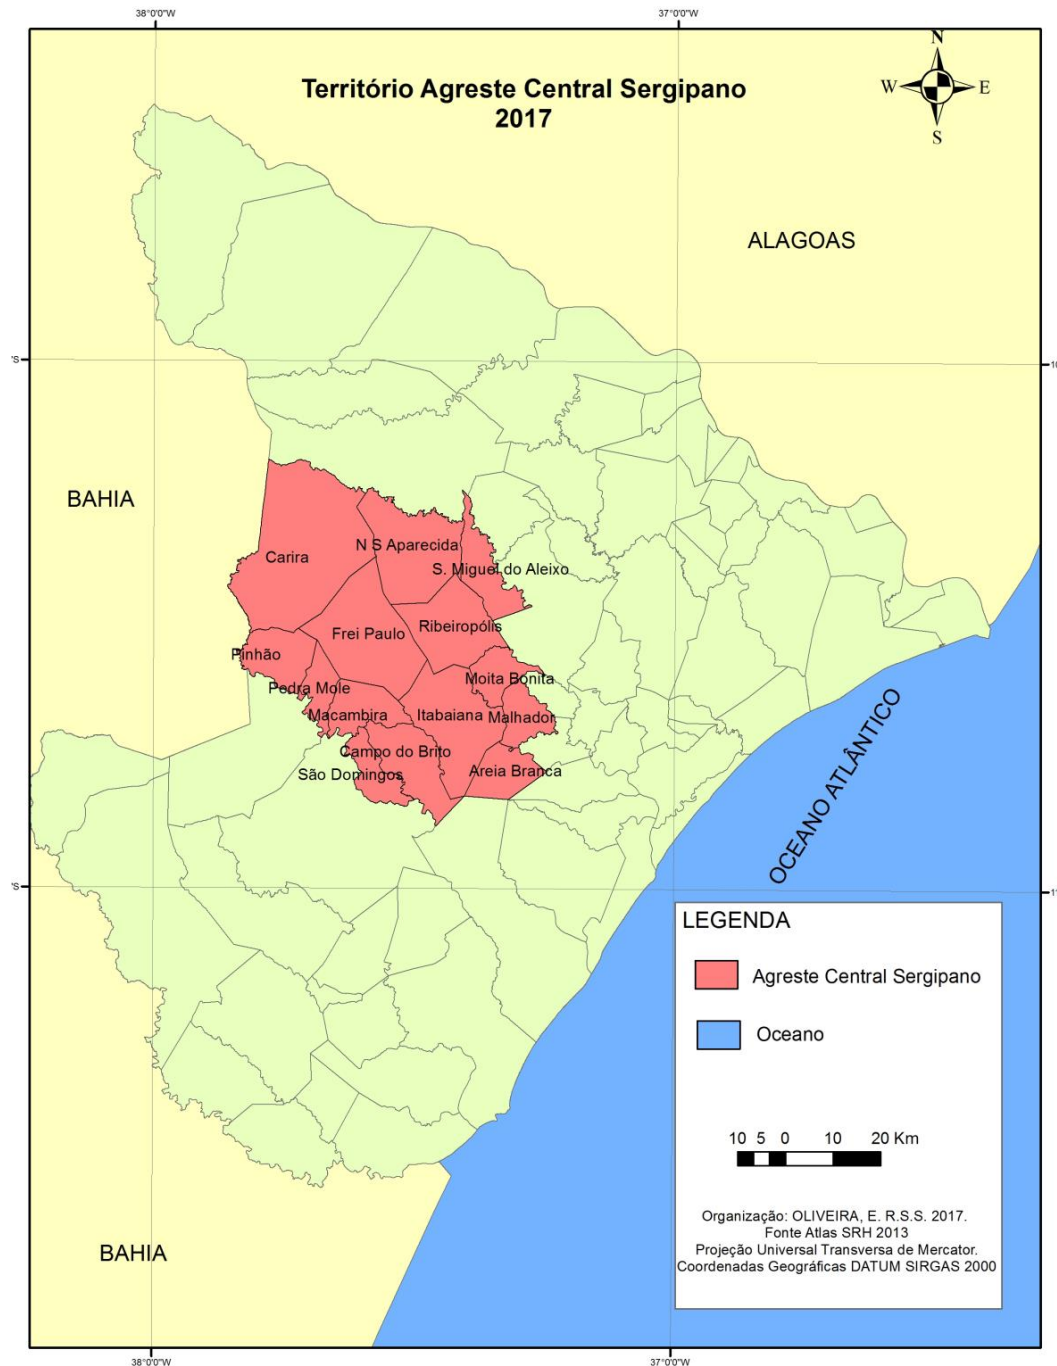 38°0'0"W
37°0'0"W
Território Agreste Central Sergipano
2017
N
W
E
S
ALAGOAS
BAHIA
Carira
N S Aparecida
S. Miguel do Aleixo
Frei Paulo
Ribeirópolis
Pinhão
Pedra Mole
Moita Bonita
Macambira
Itabaiana
Malhador
Campo do Brito
São Domingos
Areia Branca
OCEANO ATLÂNTICO
LEGENDA
Agreste Central Sergipano
Oceano
10 5 0 10 20 Km
Organização: OLIVEIRA, E. R.S.S. 2017.
Fonte Atlas SRH 2013
Projeção Universal Transversa de Mercator.
Coordenadas Geográficas DATUM SIRGAS 2000
BAHIA
38°0'0"W
37°0'0"W